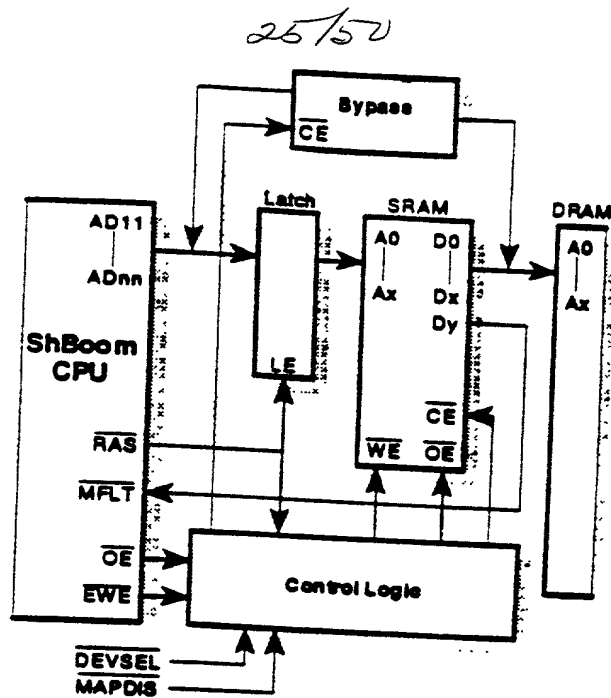 25/50
Bypass
CE
Latch
SRAM
DRAM
AD11
ADnn
A0
Ax
D0
Dx
Dy
A0
Ax
ShBoom
CPU
LE
CE
RAS
WE
OE
MFLT
OE
EWE
Control Logic
DEVSEL
MAPDIS